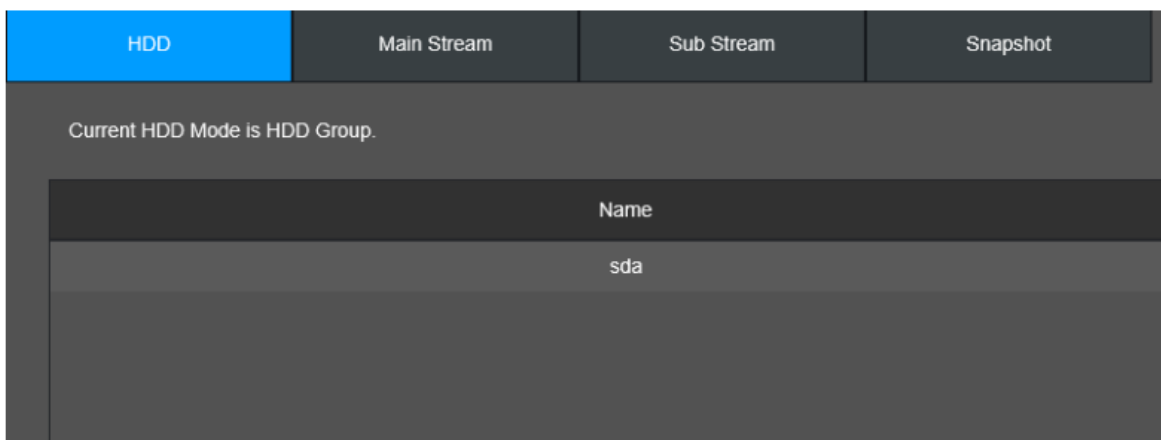 HDD Main Stream Sub Stream Snapshot
Current HDD Mode is HDD Group.
Name
sda